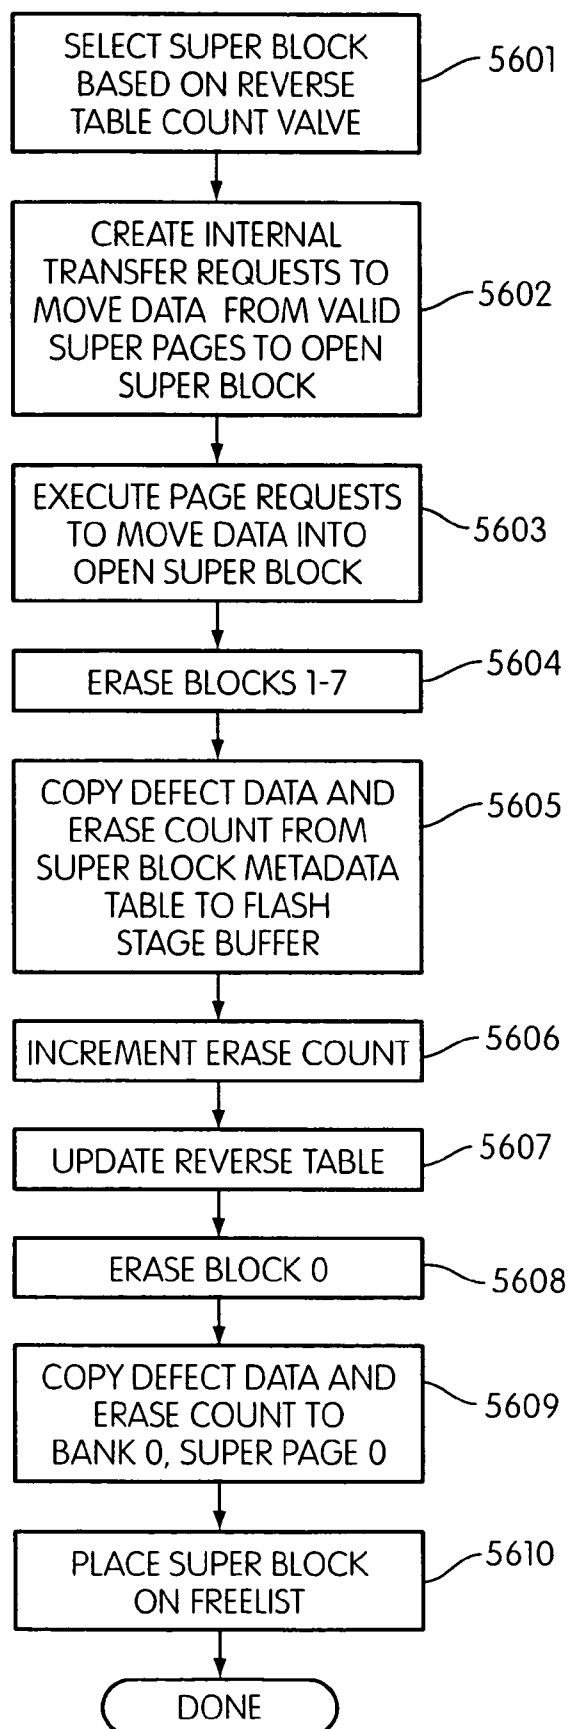 SELECT SUPER BLOCK
BASED ON REVERSE
TABLE COUNT VALVE
5601
CREATE INTERNAL
TRANSFER REQUESTS TO
MOVE DATA FROM VALID
SUPER PAGES TO OPEN
SUPER BLOCK
5602
EXECUTE PAGE REQUESTS
TO MOVE DATA INTO
OPEN SUPER BLOCK
5603
ERASE BLOCKS 1-7
5604
COPY DEFECT DATA AND
ERASE COUNT FROM
SUPER BLOCK METADATA
TABLE TO FLASH
STAGE BUFFER
5605
INCREMENT ERASE COUNT
5606
UPDATE REVERSE TABLE
5607
ERASE BLOCK 0
5608
COPY DEFECT DATA AND
ERASE COUNT TO
BANK 0, SUPER PAGE 0
5609
PLACE SUPER BLOCK
ON FREELIST
5610
DONE